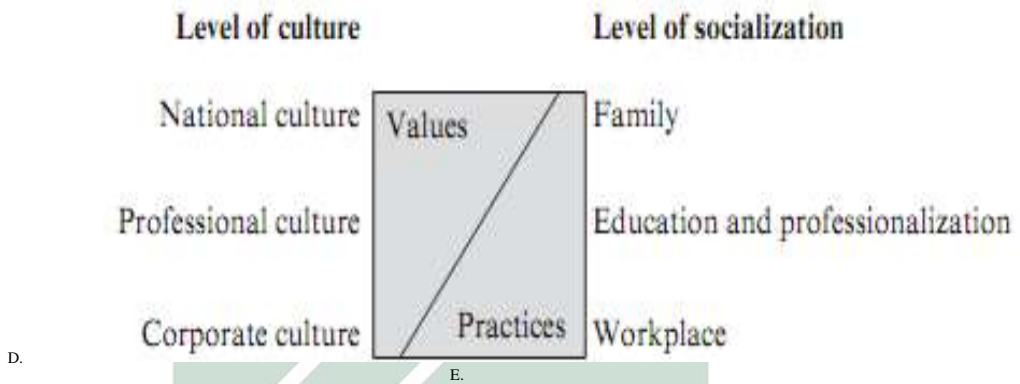 Level of culture Level of socialization
National culture Values Family
Professional culture Education and professionalization
Corporate culture Practices Workplace
D.
E.